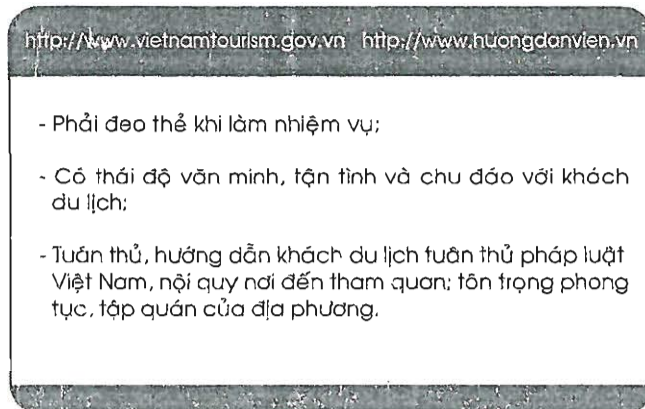 http://www.vietnamtourism.gov.vn http://www.huongdanvien.vn
- Phải đeo thẻ khi làm nhiệm vụ;
- Có thái độ văn minh, tận tình và chu đáo với khách
du lịch;
- Tuân thủ, hướng dẫn khách du lịch tuân thủ pháp luật
Việt Nam, nội quy nơi đến tham quan; tôn trọng phong
tục, tập quán của địa phương.